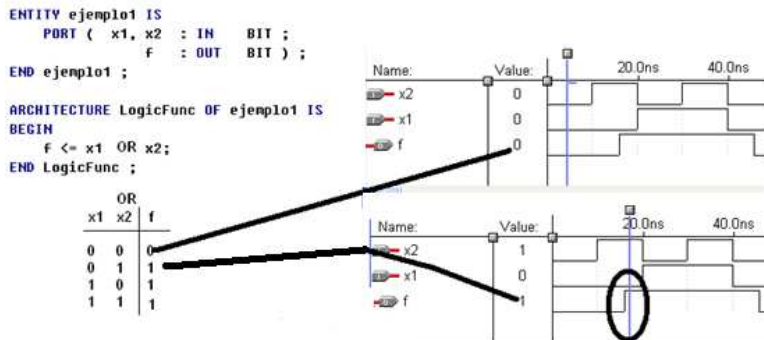 ENTITY ejemplo1 IS
PORT ( x1, x2 : IN BIT ;
f : OUT BIT ) ;
END ejemplo1 ;
ARCHITECTURE LogicFunc OF ejemplo1 IS
BEGIN
f <= x1 OR x2;
END LogicFunc ;
OR
x1 x2 f
0 0 0
0 1 1
1 0 1
1 1 1
Name: Value: 20.0ns 40.0ns
x2 0
x1 0
f 0
Name: Value: 20.0ns 40.0ns
x2 1
x1 0
f 1